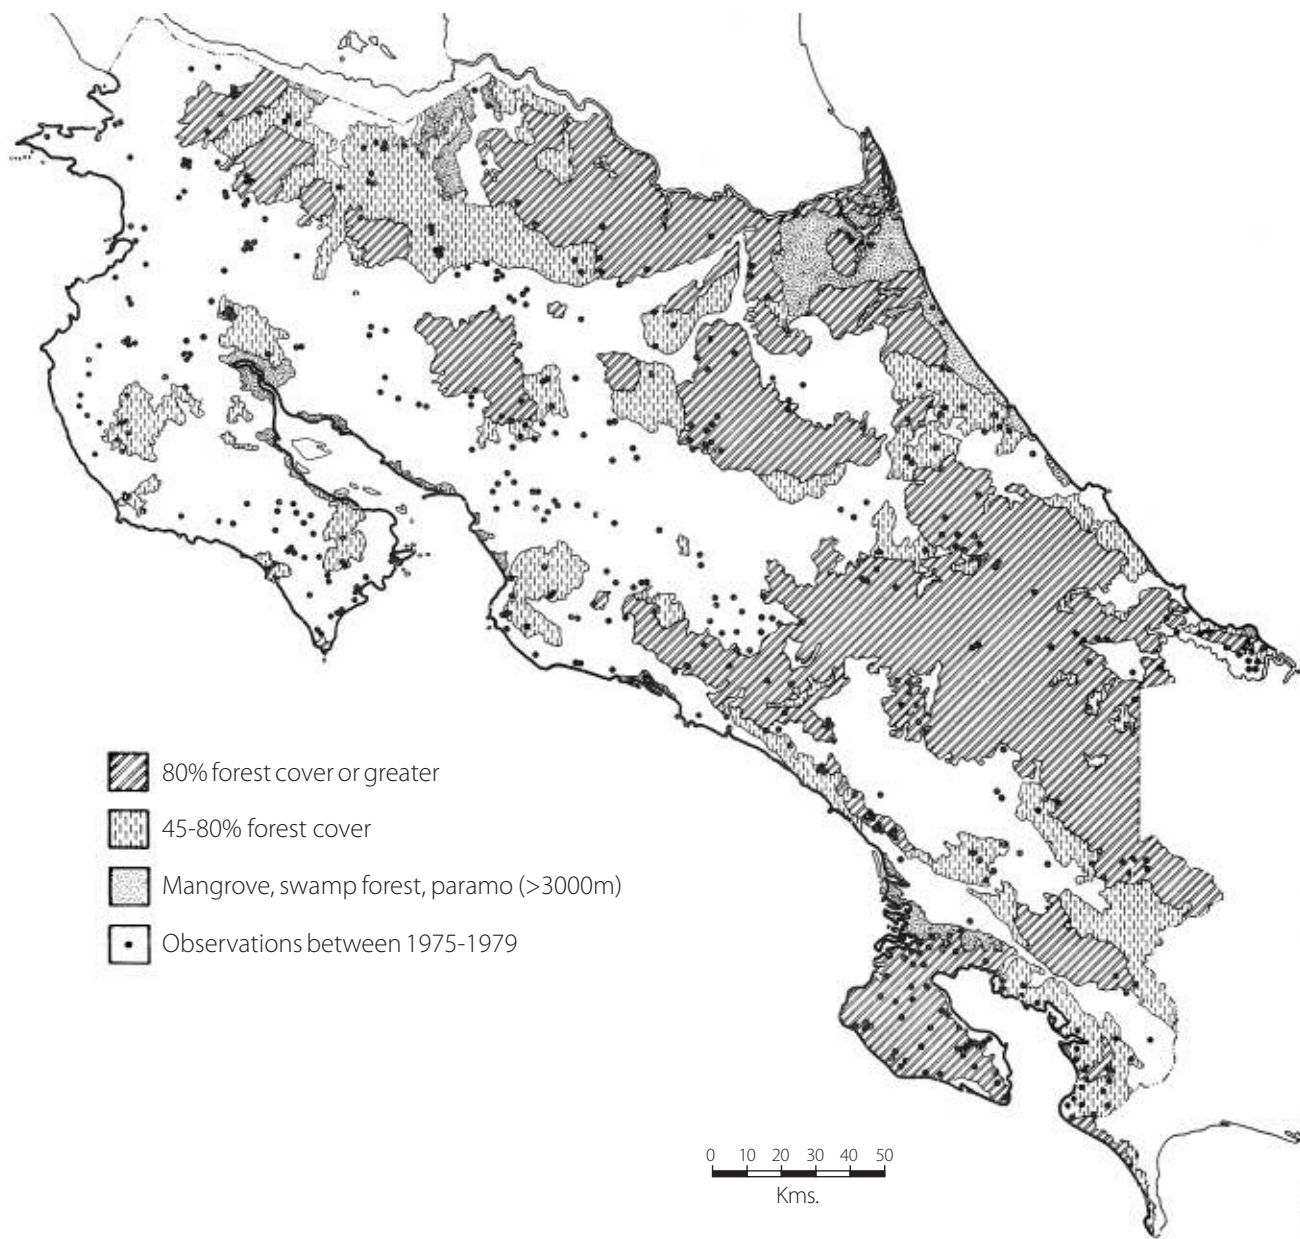 80% forest cover or greater
45-80% forest cover
Mangrove, swamp forest, paramo (>3000m)
Observations between 1975-1979
0 10 20 30 40 50
Kms.